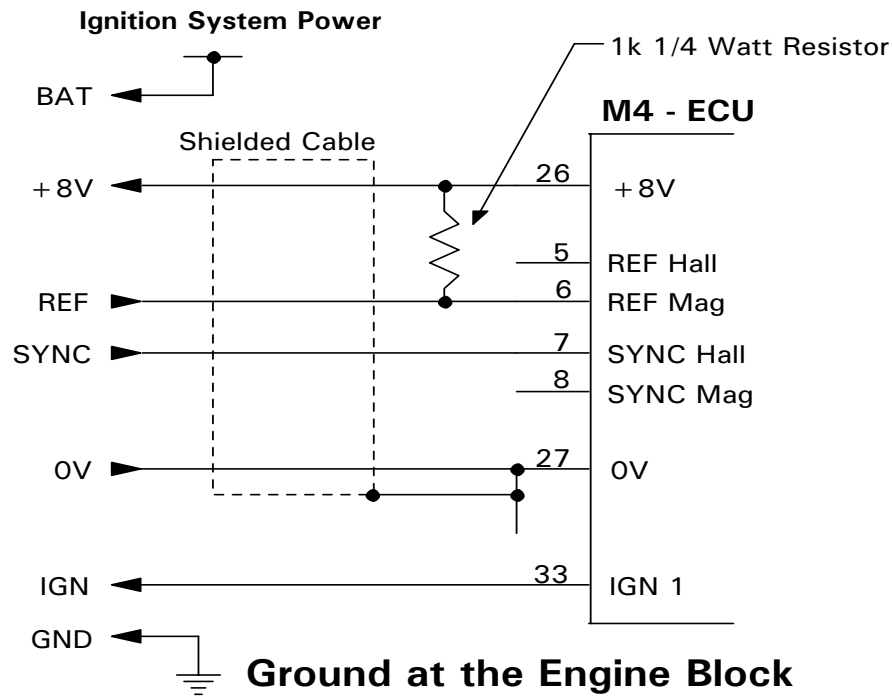 Ignition System Power
1k 1/4 Watt Resistor
BAT
M4 - ECU
Shielded Cable
+8V 26 +8V
5 REF Hall
REF 6 REF Mag
SYNC 7 SYNC Hall
8 SYNC Mag
0V 27 0V
IGN 33 IGN 1
GND
Ground at the Engine Block